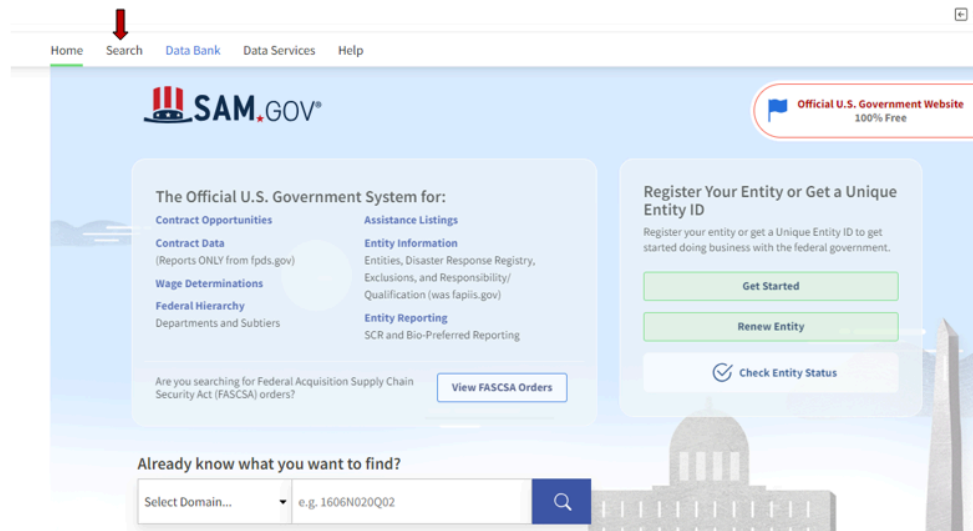 Home Search Data Bank Data Services Help
SAM.GOV®
Official U.S. Government Website
100% Free
The Official U.S. Government System for:
Contract Opportunities
Contract Data
(Reports ONLY from fpds.gov)
Wage Determinations
Federal Hierarchy
Departments and Subtiers
Assistance Listings
Entity Information
Entities, Disaster Response Registry,
Exclusions, and Responsibility/
Qualification (was fapiis.gov)
Entity Reporting
SCR and Bio-Preferred Reporting
Are you searching for Federal Acquisition Supply Chain
Security Act (FASCSA) orders?
View FASCSA Orders
Register Your Entity or Get a Unique
Entity ID
Register your entity or get a Unique Entity ID to get
started doing business with the federal government.
Get Started
Renew Entity
Check Entity Status
Already know what you want to find?
Select Domain...
e.g. 1606N020Q02